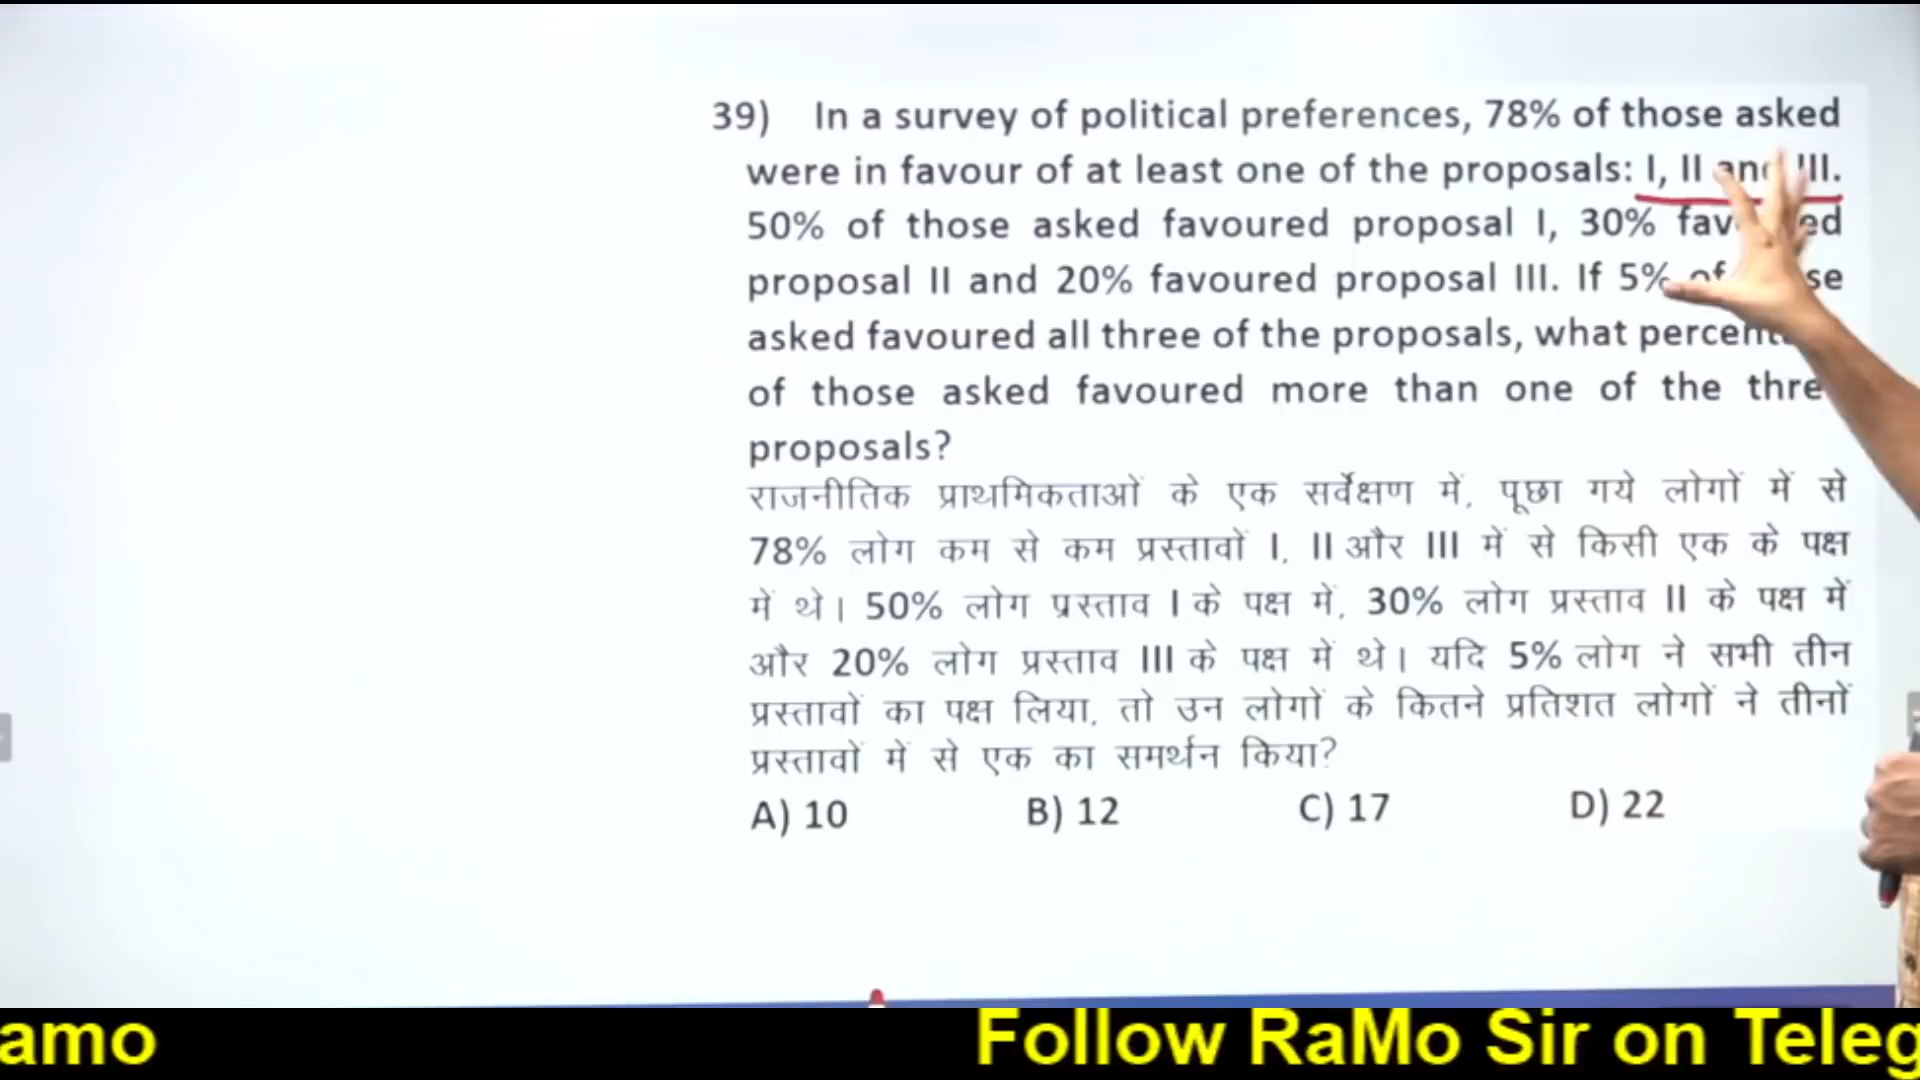 39) In a survey of political preferences, 78% of those asked
were in favour of at least one of the proposals: I, II and III.
50% of those asked favoured proposal I, 30%
proposal II and 20% favoured proposal III. If 5% of
asked favoured all three of the proposals, what
of those asked favoured more than one of the
proposals?
राजनीतिक प्राथमिकताओं के एक सर्वेक्षण में, पूछा गये लोगों में से
78% लोग कम से कम प्रस्तावों I, II और III में से किसी एक के पक्ष
में थे। 50% लोग प्रस्ताव I के पक्ष में, 30% लोग प्रस्ताव II के पक्ष में
और 20% लोग प्रस्ताव III के पक्ष में थे। यदि 5% लोग ने सभी तीन
प्रस्तावों का पक्ष लिया, तो उन लोगों के कितने प्रतिशत लोगों ने तीनों
प्रस्तावों में से एक का समर्थन किया?
A) 10 B) 12 C) 17 D) 22
amo Follow RaMo Sir on Teleg